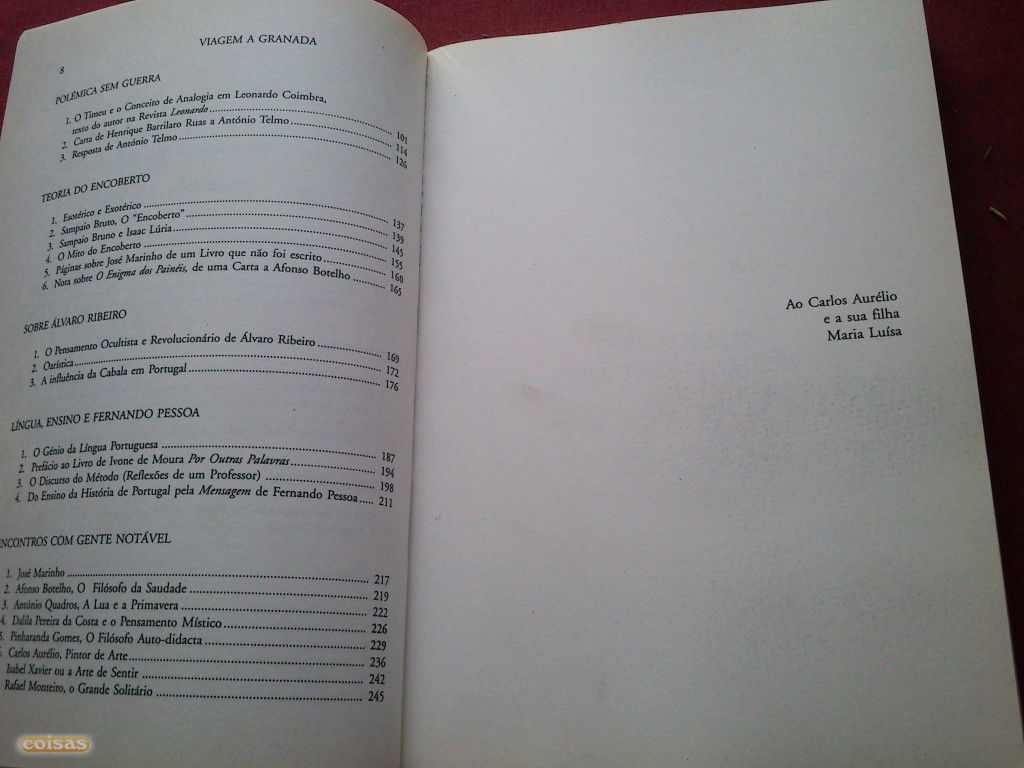 VIAGEM A GRANADA
8
POLÉMICA SEM GUERRA
1. O Timeu e o Conceito de Analogia em Leonardo Coimbra,
texto do autor na Revista Leonardo 101
2. Carta de Henrique Barrilaro Ruas a António Telmo 114
3. Resposta de António Telmo 126
TEORIA DO ENCOBERTO
1. Esotérico e Exotérico 137
2. Sampaio Bruto, O "Encoberto" 139
3. Sampaio Bruno e Isaac Lúria 145
4. O Mito do Encoberto 155
5. Páginas sobre José Marinho de um Livro que não foi escrito 160
6. Nota sobre O Enigma dos Painéis, de uma Carta a Afonso Botelho 165
SOBRE ÁLVARO RIBEIRO
1. O Pensamento Ocultista e Revolucionário de Álvaro Ribeiro 169
2. Oarística 172
3. A influência da Cabala em Portugal 176
LÍNGUA, ENSINO E FERNANDO PESSOA
1. O Génio da Língua Portuguesa 187
2. Prefácio ao Livro de Ivone de Moura Por Outras Palavras 194
3. O Discurso do Método (Reflexões de um Professor) 198
4. Do Ensino da História de Portugal pela Mensagem de Fernando Pessoa 211
ENCONTROS COM GENTE NOTÁVEL
1. José Marinho 217
2. Afonso Botelho, O Filósofo da Saudade 219
3. António Quadros, A Lua e a Primavera 222
4. Dalila Pereira da Costa e o Pensamento Místico 226
5. Pinharanda Gomes, O Filósofo Auto-didacta 229
6. Carlos Aurélio, Pintor de Arte 236
Isabel Xavier ou a Arte de Sentir 242
Rafael Monteiro, o Grande Solitário 245
Ao Carlos Aurélio
e a sua filha
Maria Luísa
coisas